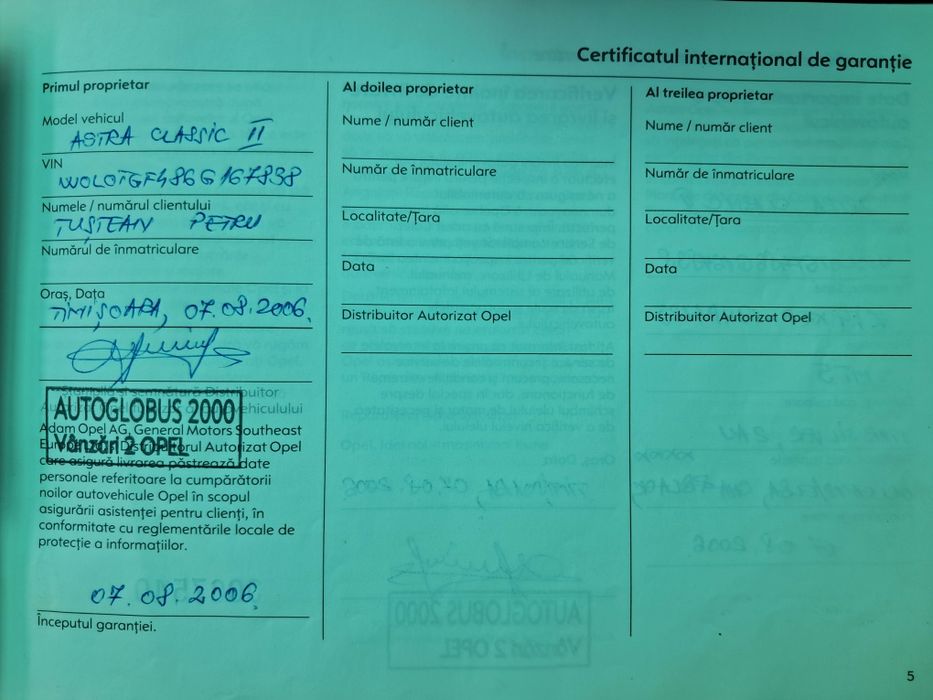 Certificatul internațional de garanție
Primul proprietar
Model vehicul
ASTRA CLASSIC II
VIN
W0L0TGF486G167838
Numele / numărul clientului
TUȘTEAN PETRU
Numărul de înmatriculare
Oraș, Data
TIMIȘOARA, 07.08.2006.
Ștampila și semnătura Distribuitor
AUTOGLOBUS 2000
Vânzări 2 OPEL
Adam Opel AG, General Motors Southeast
Distribuitorul Autorizat Opel
care asigură livrarea păstrează date
personale referitoare la cumpărătorii
noilor autovehicule Opel în scopul
asigurării asistenței pentru clienți, în
conformitate cu reglementările locale de
protecție a informațiilor.
07.08.2006.
Începutul garanției.
Al doilea proprietar
Nume / număr client
Număr de înmatriculare
Localitate/Țara
Data
Distribuitor Autorizat Opel
Al treilea proprietar
Nume / număr client
Număr de înmatriculare
Localitate/Țara
Data
Distribuitor Autorizat Opel
5